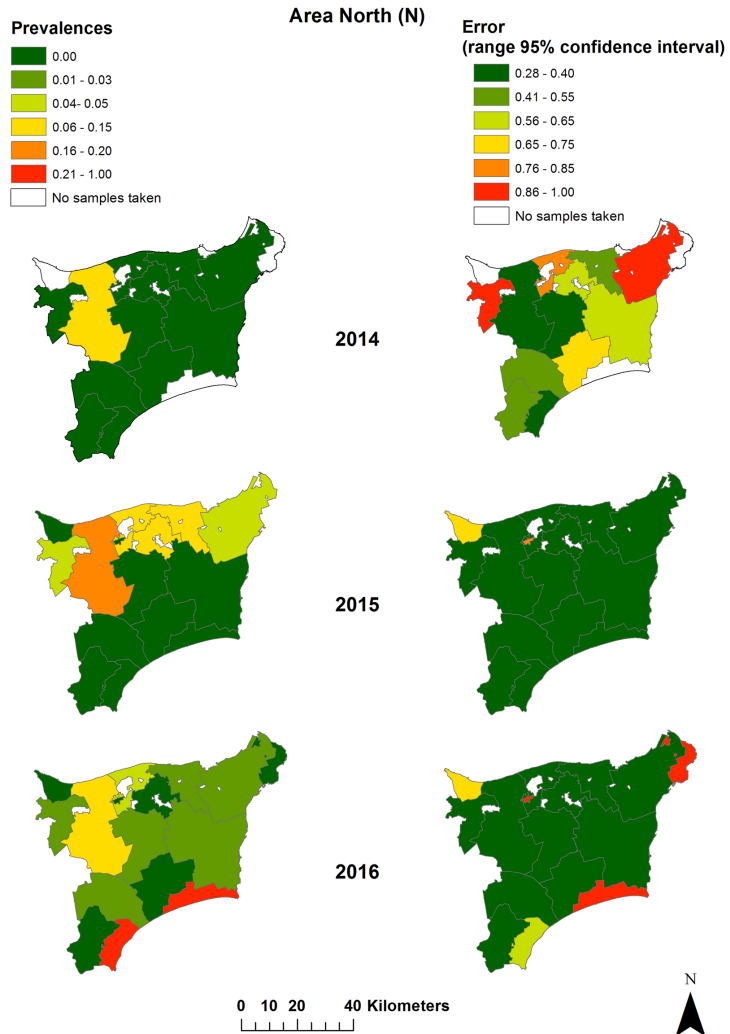 Area North (N)
Prevalences
0.00
0.01 - 0.03
0.04- 0.05
0.06 - 0.15
0.16 - 0.20
0.21 - 1.00
No samples taken
Error
(range 95% confidence interval)
0.28 - 0.40
0.41 - 0.55
0.56 - 0.65
0.65 - 0.75
0.76 - 0.85
0.86 - 1.00
No samples taken
2014
2015
2016
N
0 10 20 40 Kilometers